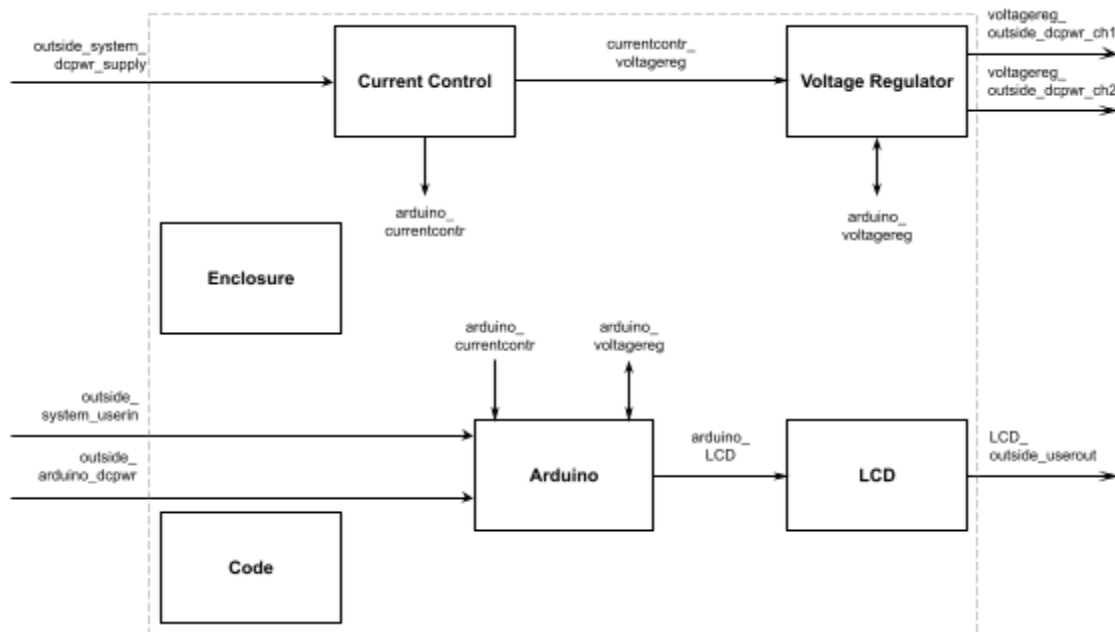 outside_system_
dcpwr_supply
Current Control
currentcontr_
voltagereg
Voltage Regulator
voltagereg_
outside_dcpwr_ch1
voltagereg_
outside_dcpwr_ch2
arduino_
currentcontr
arduino_
voltagereg
Enclosure
arduino_
currentcontr
arduino_
voltagereg
outside_
system_userin
outside_
arduino_dcpwr
Arduino
arduino_
LCD
LCD
LCD_
outside_userout
Code